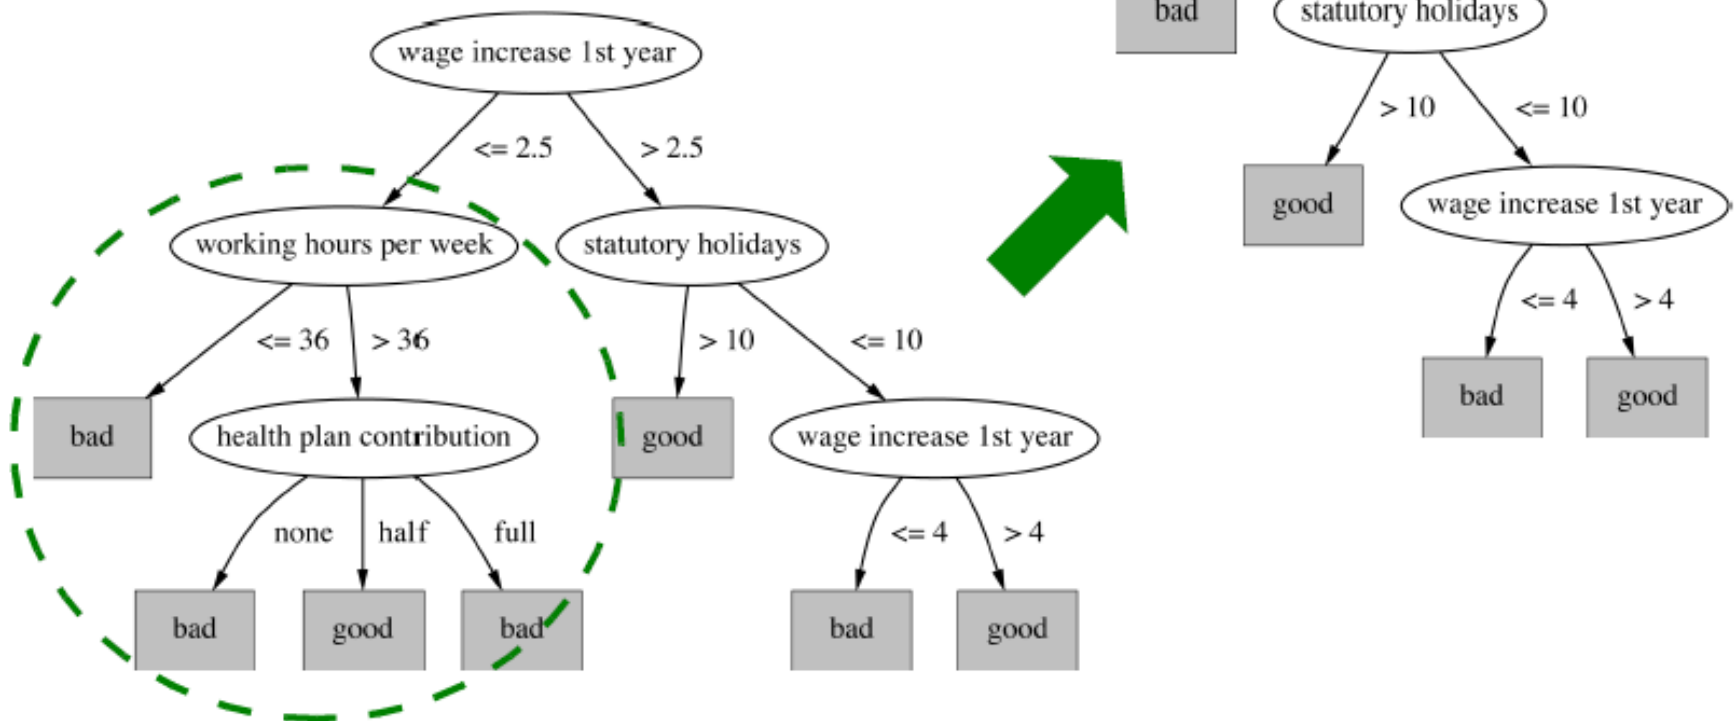 bad
statutory holidays
wage increase 1st year
> 10
<= 10
<= 2.5
> 2.5
good
wage increase 1st year
working hours per week
statutory holidays
<= 4
> 4
<= 36
> 36
> 10
<= 10
bad
good
bad
health plan contribution
good
wage increase 1st year
none
half
full
<= 4
> 4
bad
good
bad
bad
good